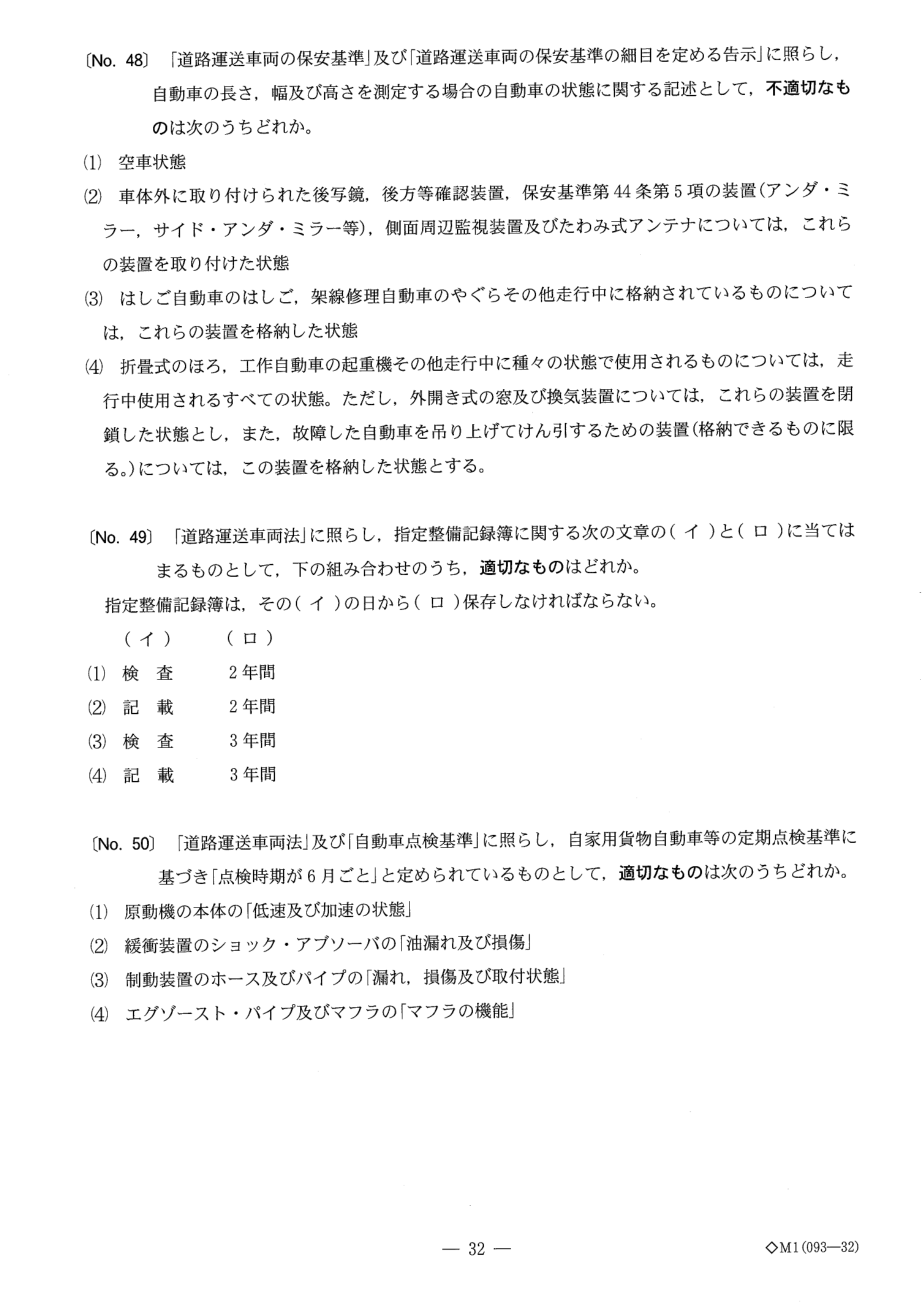 〔No. 48〕「道路運送車両の保安基準」及び「道路運送車両の保安基準の細目を定める告示」に照らし，
自動車の長さ，幅及び高さを測定する場合の自動車の状態に関する記述として，不適切なも
のは次のうちどれか。
⑴ 空車状態
⑵ 車体外に取り付けられた後写鏡，後方等確認装置，保安基準第44条第5項の装置(アンダ・ミ
ラー，サイド・アンダ・ミラー等)，側面周辺監視装置及びたわみ式アンテナについては，これら
の装置を取り付けた状態
⑶ はしご自動車のはしご，架線修理自動車のやぐらその他走行中に格納されているものについて
は，これらの装置を格納した状態
⑷ 折畳式のほろ，工作自動車の起重機その他走行中に種々の状態で使用されるものについては，走
行中使用されるすべての状態。ただし，外開き式の窓及び換気装置については，これらの装置を閉
鎖した状態とし，また，故障した自動車を吊り上げてけん引するための装置(格納できるものに限
る。)については，この装置を格納した状態とする。
〔No. 49〕「道路運送車両法」に照らし，指定整備記録簿に関する次の文章の( イ )と( ロ )に当ては
まるものとして，下の組み合わせのうち，適切なものはどれか。
指定整備記録簿は，その( イ )の日から( ロ )保存しなければならない。
( イ ) ( ロ )
⑴ 検 査 2年間
⑵ 記 載 2年間
⑶ 検 査 3年間
⑷ 記 載 3年間
〔No. 50〕「道路運送車両法」及び「自動車点検基準」に照らし，自家用貨物自動車等の定期点検基準に
基づき「点検時期が6月ごと」と定められているものとして，適切なものは次のうちどれか。
⑴ 原動機の本体の「低速及び加速の状態」
⑵ 緩衝装置のショック・アブソーバの「油漏れ及び損傷」
⑶ 制動装置のホース及びパイプの「漏れ，損傷及び取付状態」
⑷ エグゾースト・パイプ及びマフラの「マフラの機能」
― 32 ―
◇M1(093―32)